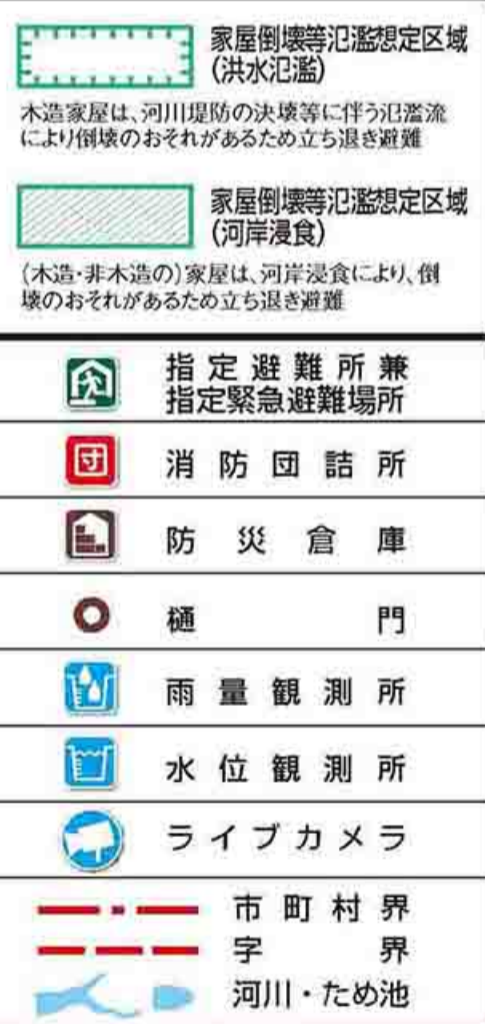 家屋倒壊等氾濫想定区域
(洪水氾濫)
木造家屋は、河川堤防の決壊等に伴う氾濫流
により倒壊のおそれがあるため立ち退き避難
家屋倒壊等氾濫想定区域
(河岸浸食)
(木造・非木造の)家屋は、河岸浸食により、倒
壊のおそれがあるため立ち退き避難
指定避難所兼
指定緊急避難場所
団
消防団詰所
防災倉庫
樋門
雨量観測所
水位観測所
ライブカメラ
市町村界
字界
河川・ため池